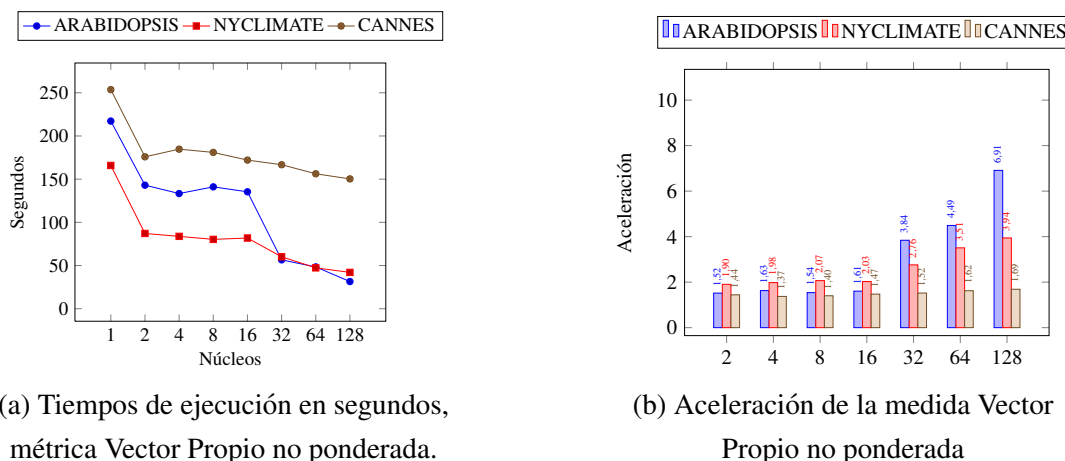 ARABIDOPSIS NYCLIMATE CANNES
250
200
150
100
50
0
Segundos
1 2 4 8 16 32 64 128
Núcleos
(a) Tiempos de ejecución en segundos,
métrica Vector Propio no ponderada.
ARABIDOPSIS NYCLIMATE CANNES
10
8
6
4
2
0
Aceleración
1,52 1,90 1,44
1,63 1,98 1,37
1,54 2,07 1,40
1,61 2,03 1,47
3,84 2,76 1,52
4,49 3,51 1,62
6,91 3,94 1,69
2 4 8 16 32 64 128
(b) Aceleración de la medida Vector
Propio no ponderada